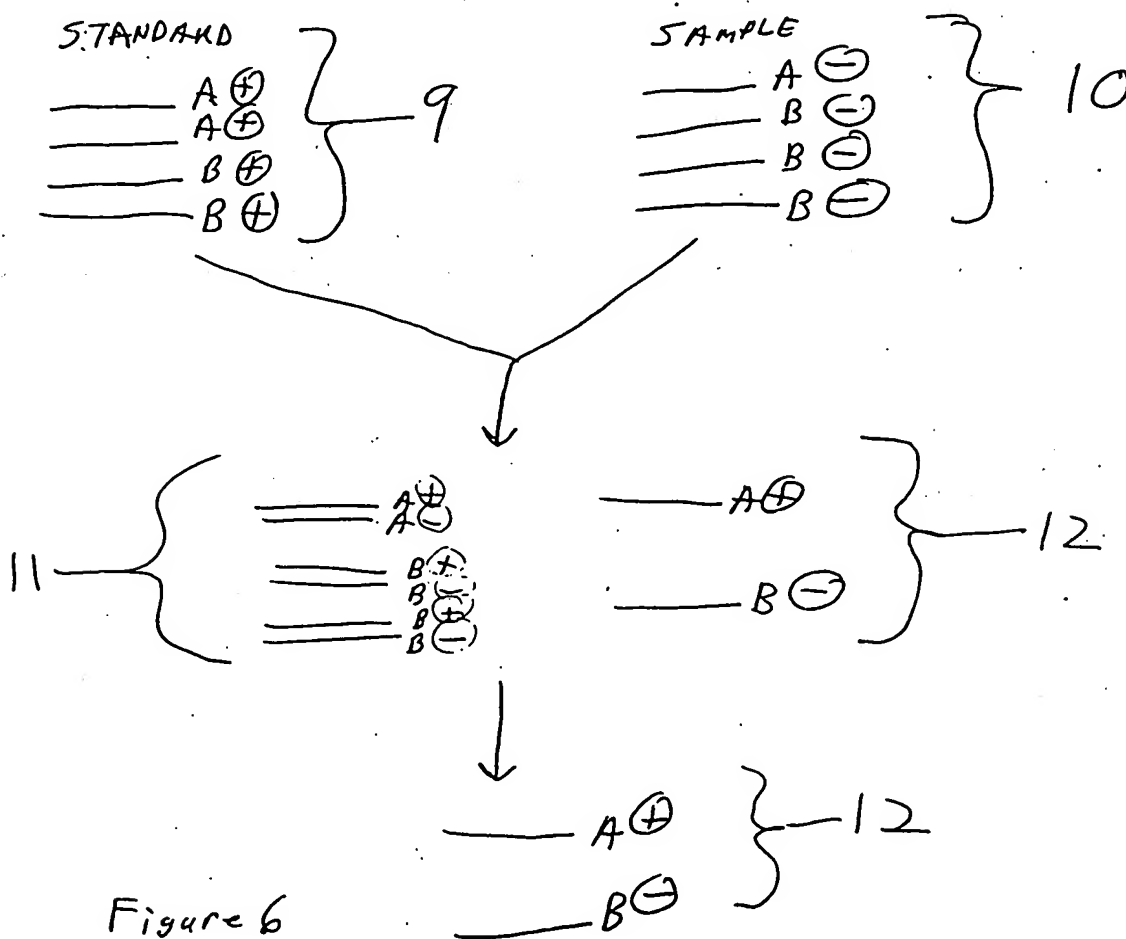 STANDARD
A ⊕
A ⊕
B ⊕
B ⊕
9
SAMPLE
A ⊖
B ⊖
B ⊖
B ⊖
10
11
A ⊕
A ⊖
B ⊕
B ⊖
B ⊕
B ⊖
A ⊕
B ⊖
12
A ⊕
B ⊖
12
Figure 6